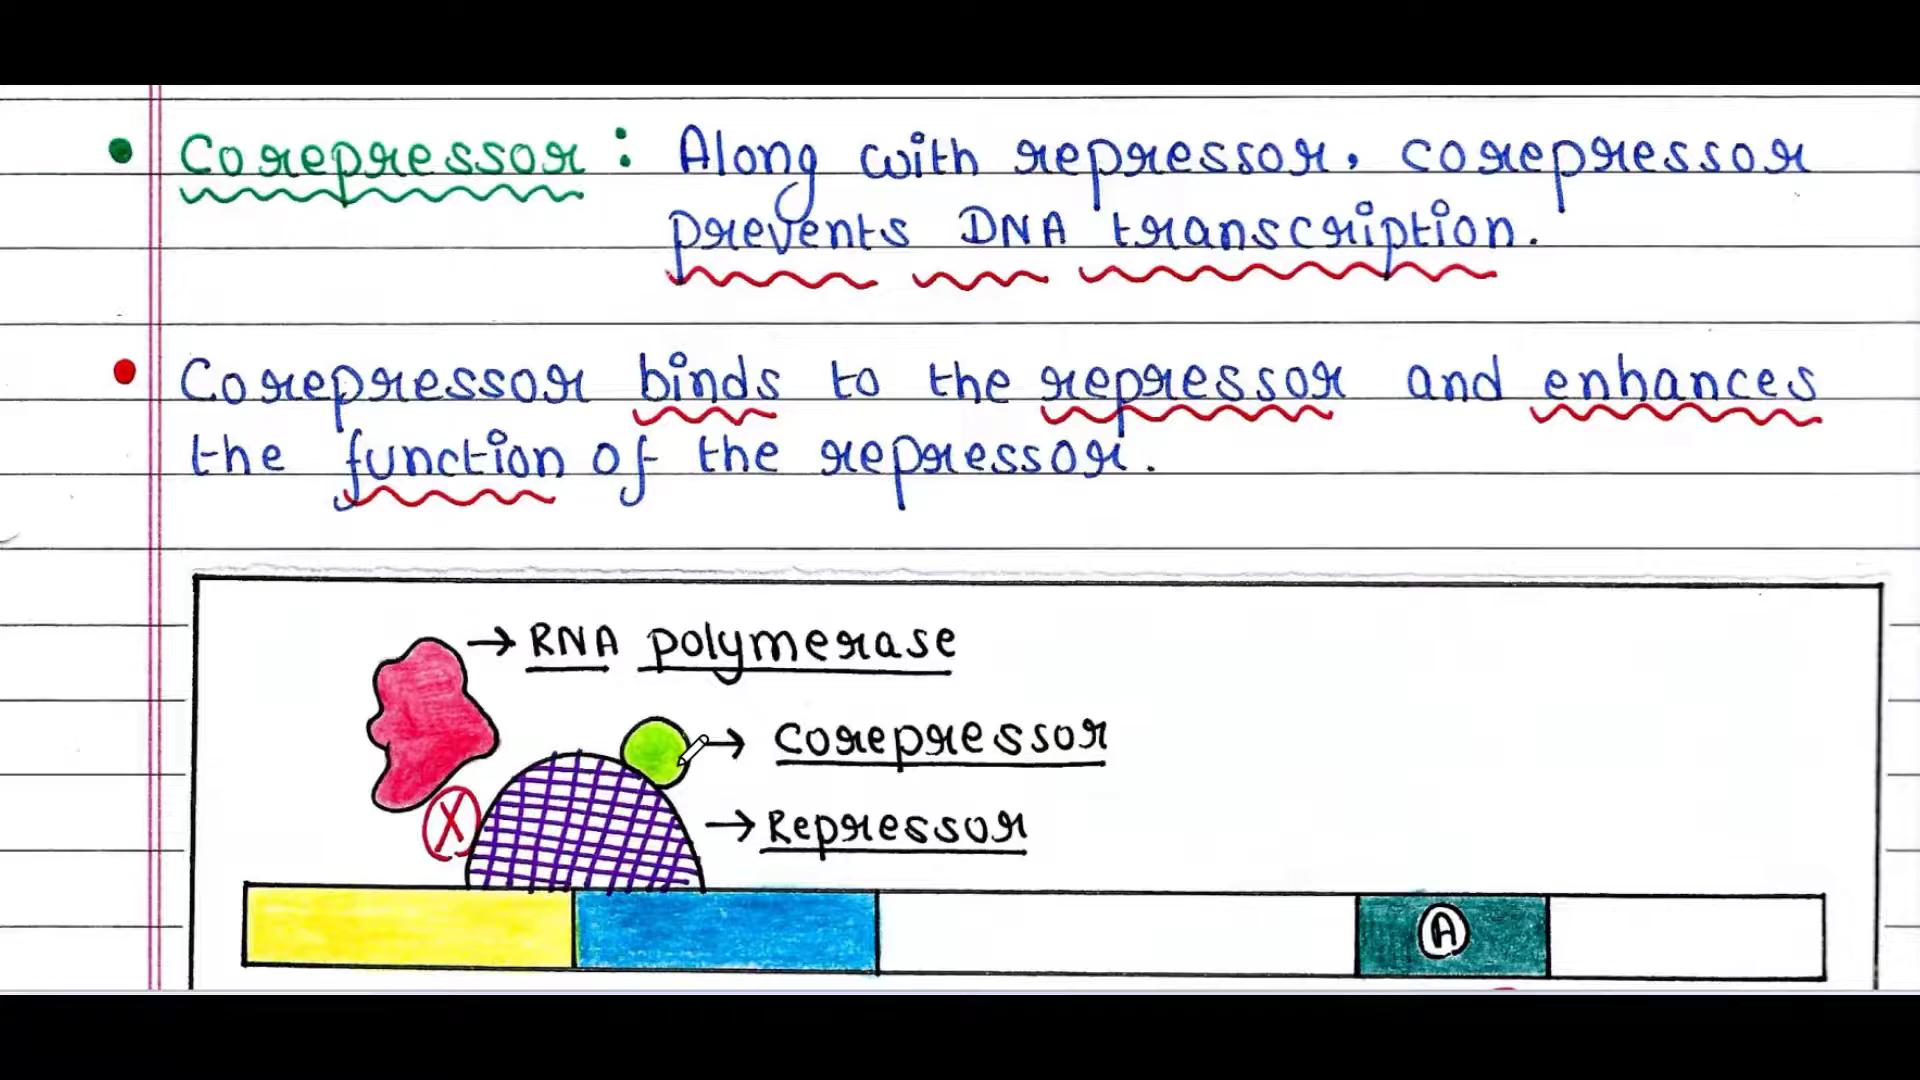 Corepressor : Along with repressor, corepressor
prevents DNA transcription.
Corepressor binds to the repressor and enhances
the function of the repressor.
→ RNA polymerase
X
→ Corepressor
→ Repressor
A